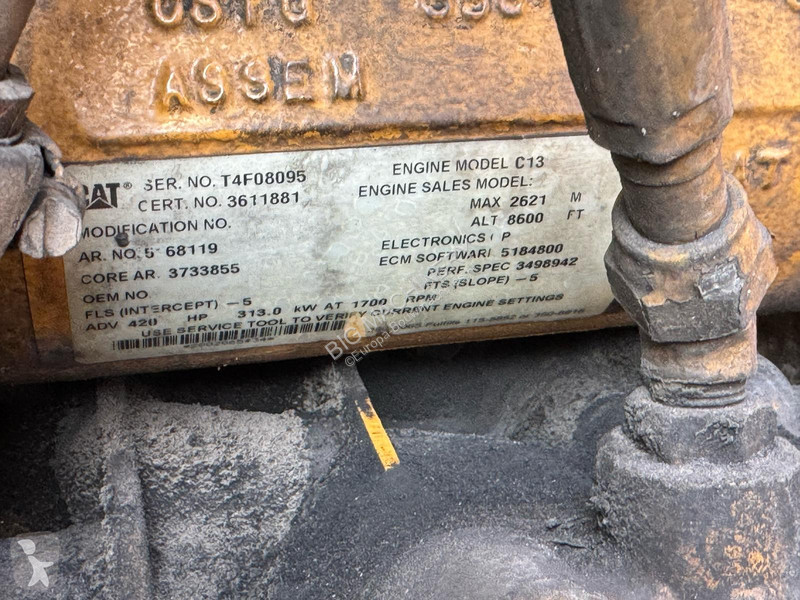 ASSEM
CAT® SER. NO. T4F08095 ENGINE MODEL C13
CERT. NO. 3611881 ENGINE SALES MODEL:
MODIFICATION NO. MAX 2621 M
ALT 8600 FT
AR. NO. 68119 ELECTRONICS
CORE AR. 3733855 ECM SOFTWARE 5184800
OEM NO. PERF. SPEC 3498942
FLS (INTERCEPT) -5 FTS (SLOPE) -5
ADV 420 HP 313.0 kW AT 1700 RPM
USE SERVICE TOOL TO VERIFY CURRENT ENGINE SETTINGS